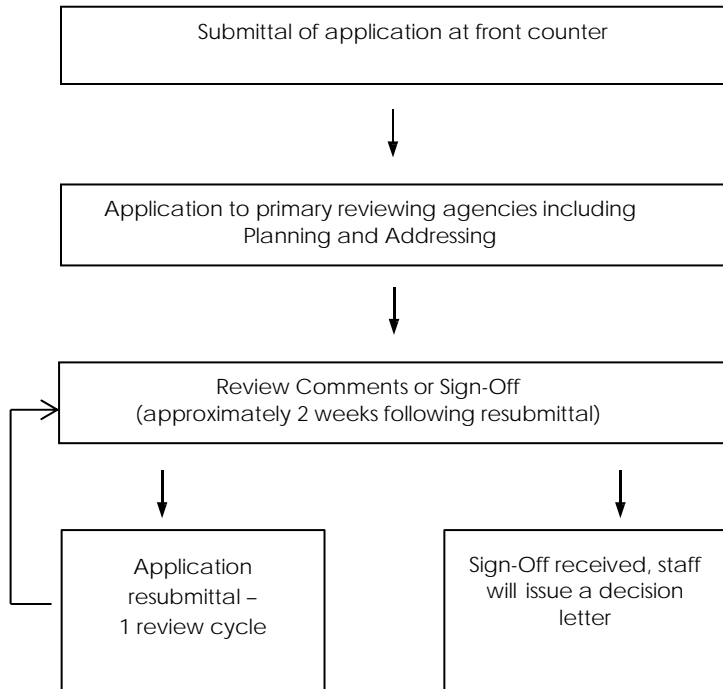 Submittal of application at front counter
Application to primary reviewing agencies including
Planning and Addressing
Review Comments or Sign-Off
(approximately 2 weeks following resubmittal)
Application
resubmittal –
1 review cycle
Sign-Off received, staff
will issue a decision
letter